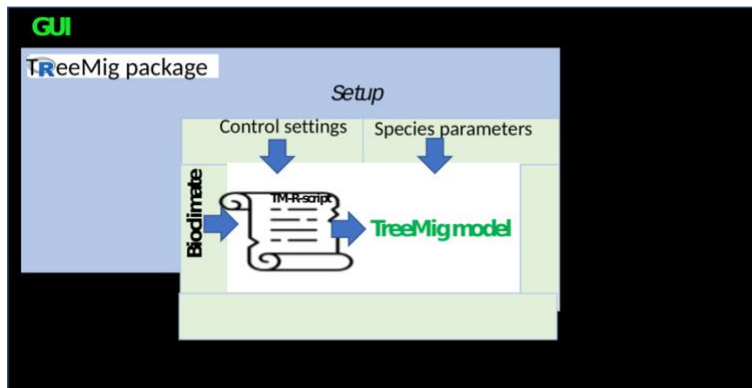 GUI
TReeMig package
Setup
Control settings
Species parameters
Bioclimate
TM-R-script
TreeMig model